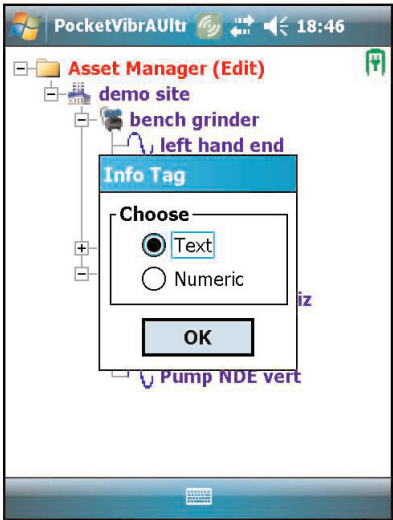 PocketVibrAUltr 18:46
Asset Manager (Edit)
demo site
bench grinder
left hand end
Info Tag
Choose
Text
Numeric
iz
OK
Pump NDE vert